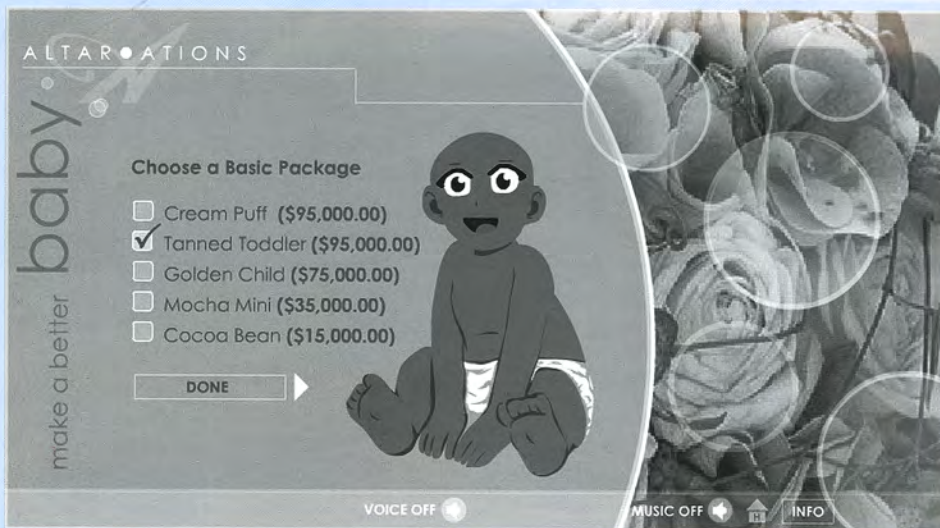 ALTAR●ATIONS
make a better baby
Choose a Basic Package
Cream Puff ($95,000.00)
Tanned Toddler ($95,000.00)
Golden Child ($75,000.00)
Mocha Mini ($35,000.00)
Cocoa Bean ($15,000.00)
DONE
VOICE OFF
MUSIC OFF
H
INFO